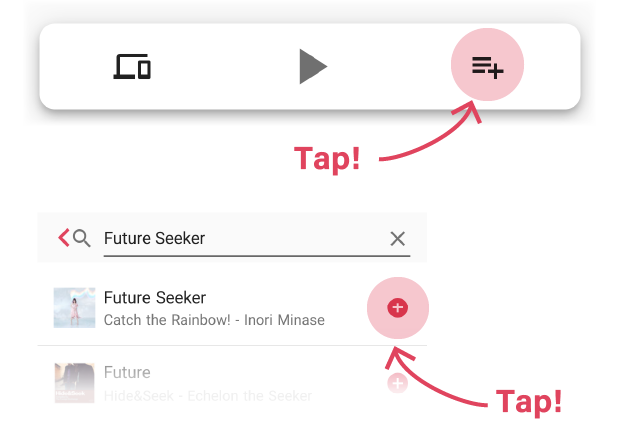 Tap!
Future Seeker
Future Seeker
Catch the Rainbow! - Inori Minase
Future
Hide&Seek - Echelon the Seeker
Tap!